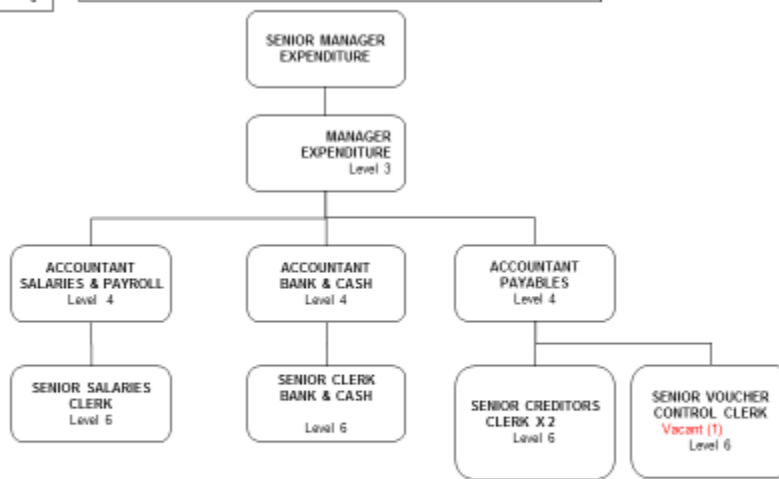 SENIOR MANAGER
EXPENDITURE
MANAGER
EXPENDITURE
Level 3
ACCOUNTANT
SALARIES & PAYROLL
Level 4
ACCOUNTANT
BANK & CASH
Level 4
ACCOUNTANT
PAYABLES
Level 4
SENIOR SALARIES
CLERK
Level 6
SENIOR CLERK
BANK & CASH
Level 6
SENIOR CREDITORS
CLERK X 2
Level 6
SENIOR VOUCHER
CONTROL CLERK
Vacant (1)
Level 6